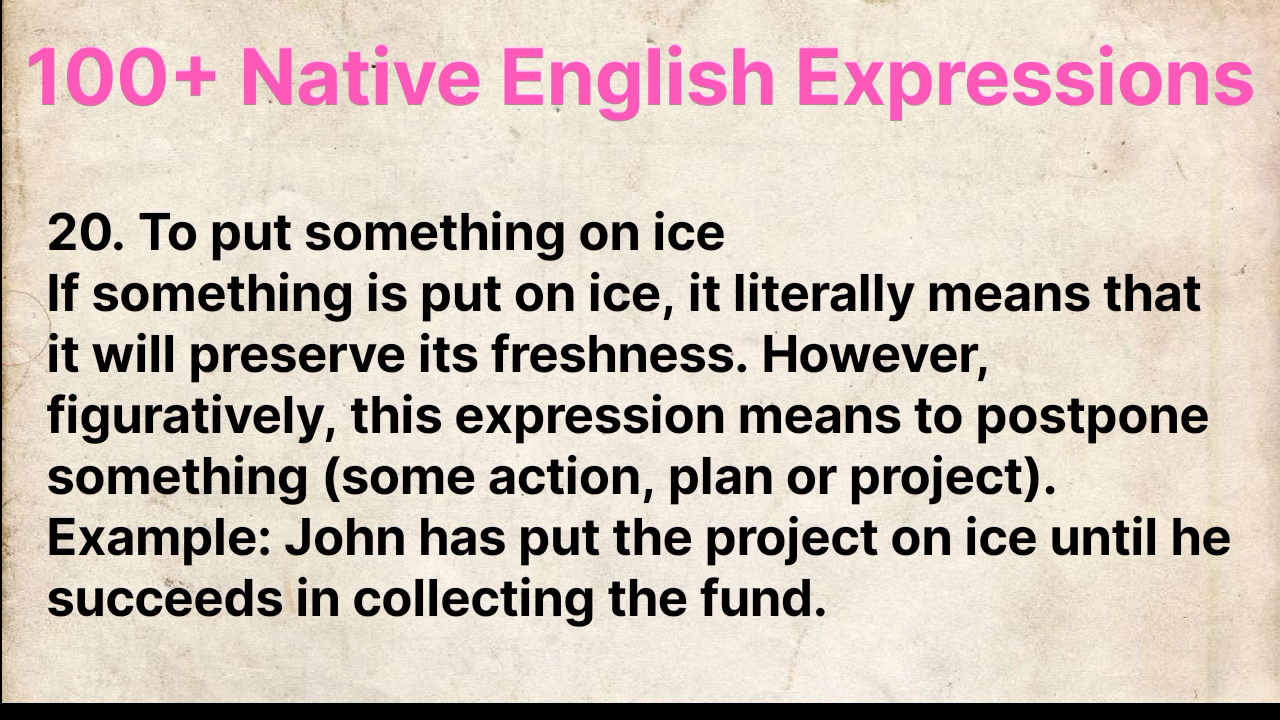 100+ Native English Expressions
20. To put something on ice
If something is put on ice, it literally means that
it will preserve its freshness. However,
figuratively, this expression means to postpone
something (some action, plan or project).
Example: John has put the project on ice until he
succeeds in collecting the fund.